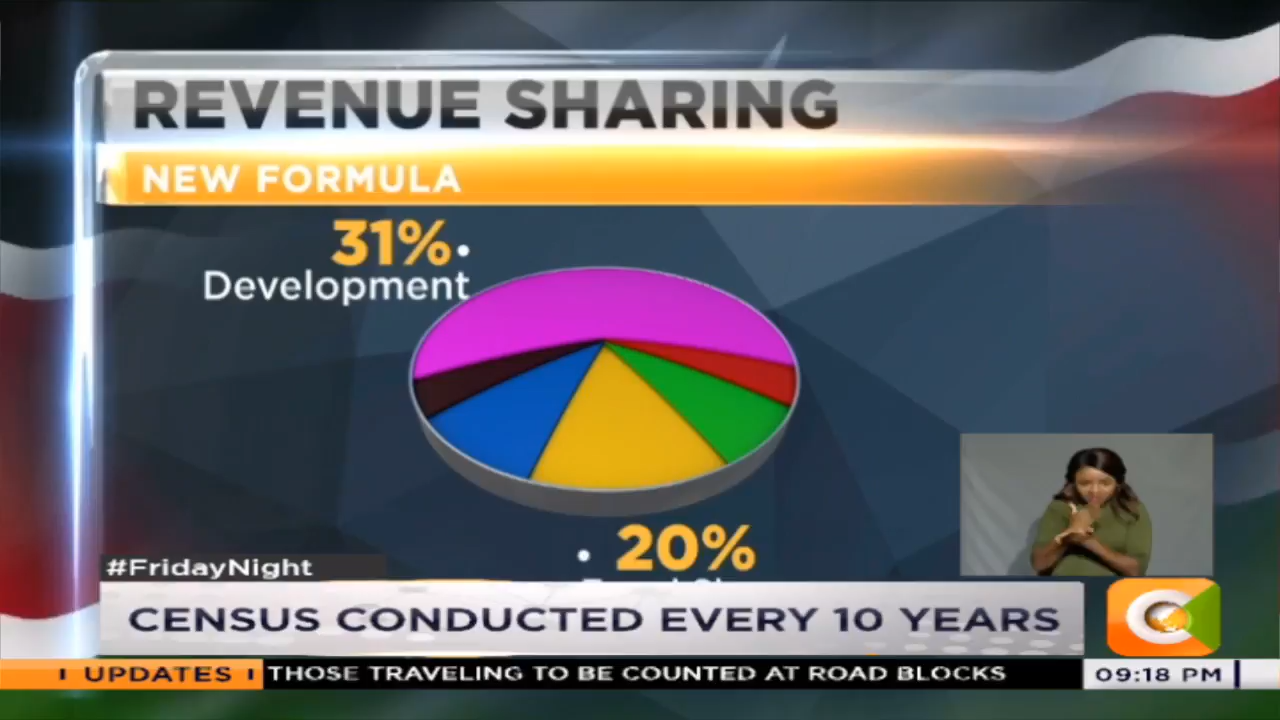 REVENUE SHARING
NEW FORMULA
31%
Development
20%
#FridayNight
CENSUS CONDUCTED EVERY 10 YEARS
UPDATES
THOSE TRAVELING TO BE COUNTED AT ROAD BLOCKS
09:18 PM